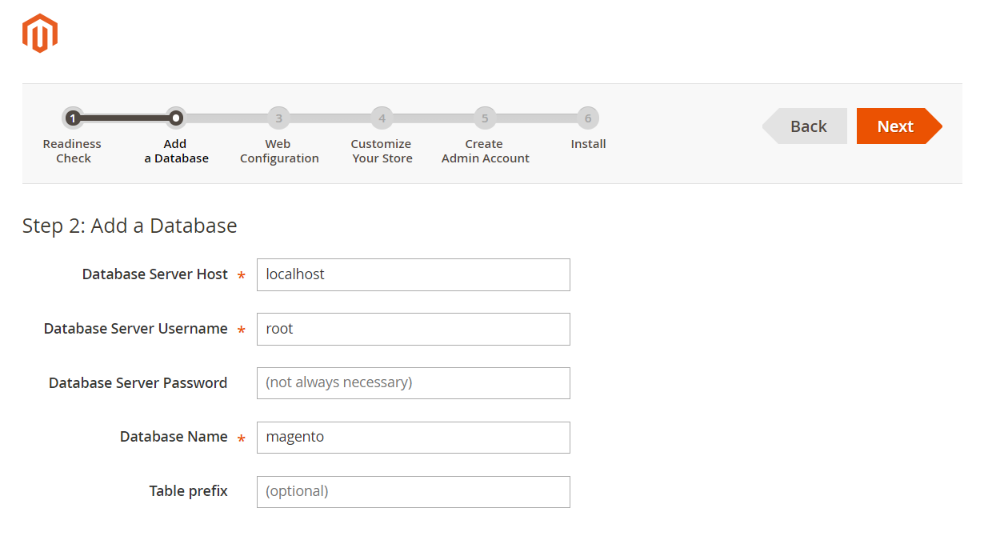 1 3 4 5 6
Readiness Add Web Customize Create Install
Check a Database Configuration Your Store Admin Account
Back Next
Step 2: Add a Database
Database Server Host * localhost
Database Server Username * root
Database Server Password (not always necessary)
Database Name * magento
Table prefix (optional)